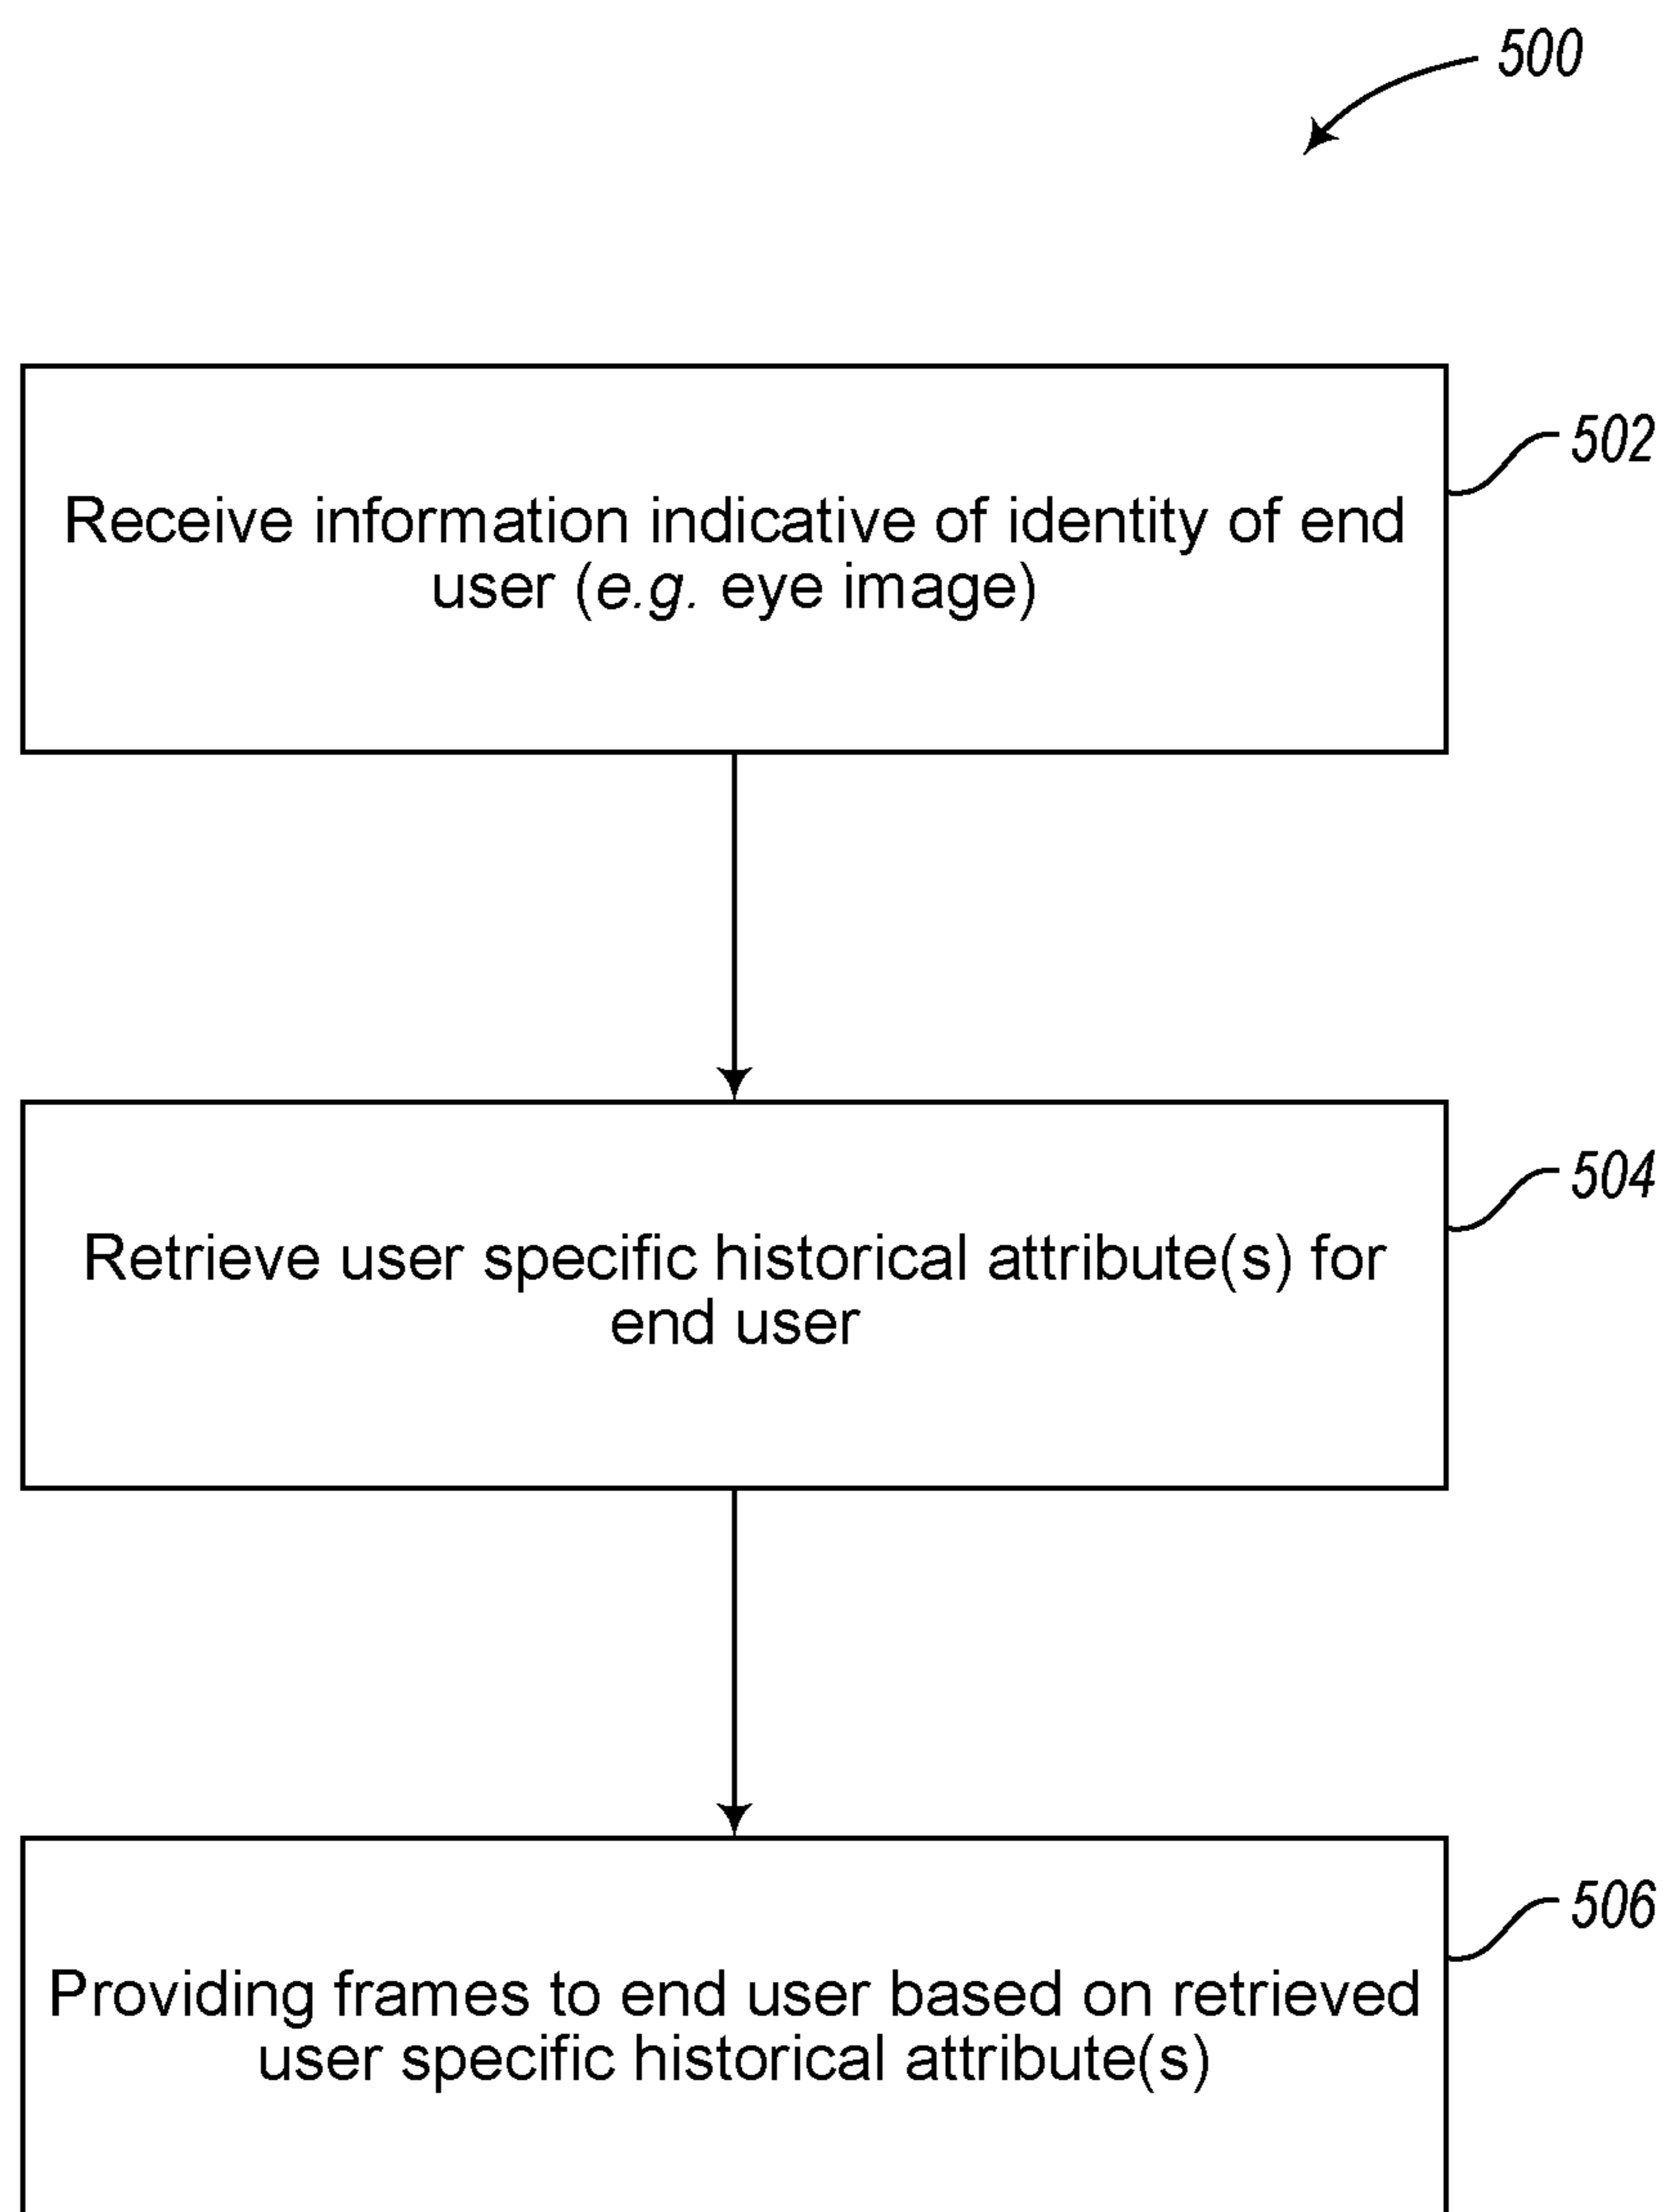 500
502
Receive information indicative of identity of end
user (e.g. eye image)
504
Retrieve user specific historical attribute(s) for
end user
506
Providing frames to end user based on retrieved
user specific historical attribute(s)